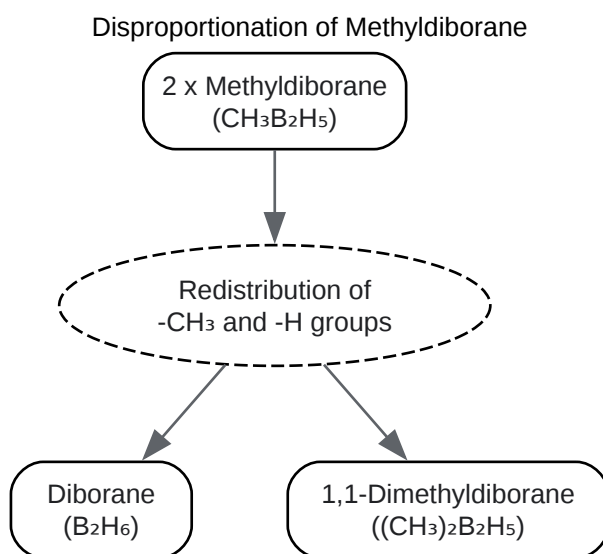 Disproportionation of Methyldiborane
2 x Methyldiborane
(CH₃B₂H₅)
Redistribution of
-CH₃ and -H groups
Diborane
(B₂H₆)
1,1-Dimethyldiborane
((CH₃)₂B₂H₅)